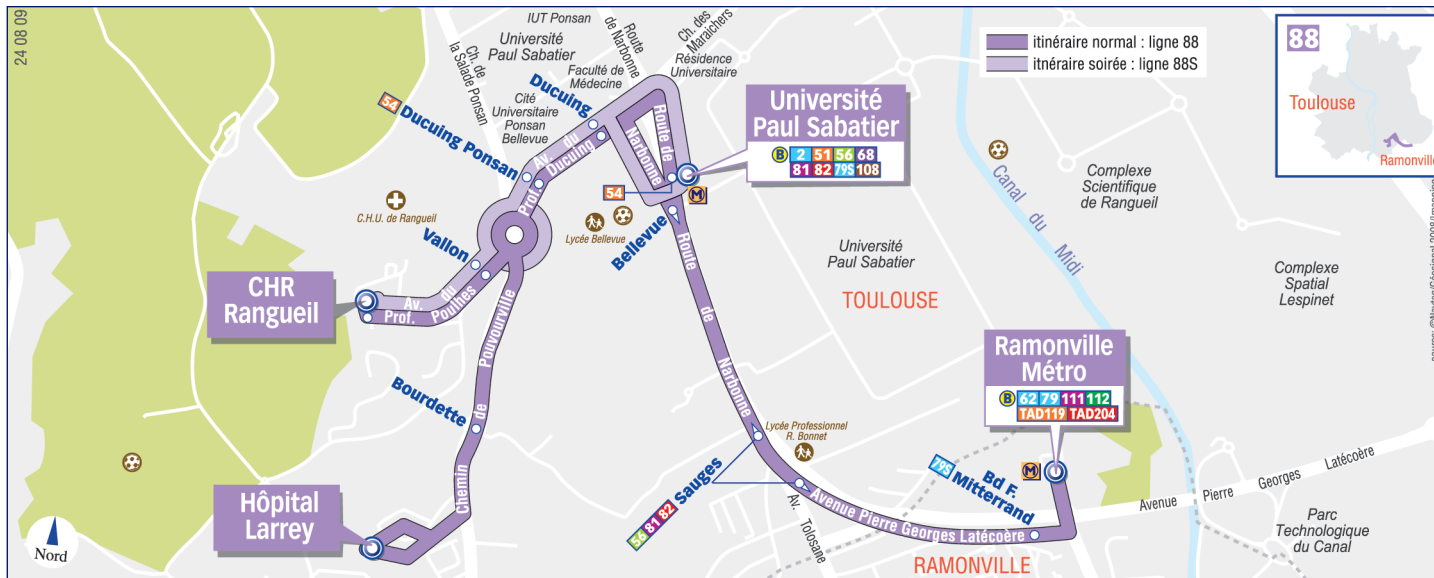 24 08 09
IUT Ponsan
Université
Paul Sabatier
Ch. de
la Salade Ponsan
Route
de Narbonne
Ch. des
Maraîchers
Faculté de
Médecine
Résidence
Universitaire
Cité
Universitaire
Ponsan
Bellevue
itinéraire normal : ligne 88
itinéraire soirée : ligne 88S
88
Toulouse
Ramonville
Ducuing
54 Ducuing Ponsan
Av. du
Prof. Ducuing
Route de
Narbonne
Université
Paul Sabatier
B 2 51 56 68
81 82 79S 108
54
M
C.H.U. de Rangueil
Lycée Bellevue
Vallon
Bellevue
CHR
Rangueil
Av. du
Prof. Poulhes
Route
de
Narbonne
Université
Paul Sabatier
TOULOUSE
Canal du Midi
Complexe
Scientifique
de Rangueil
Complexe
Spatial
Lespinet
Ramonville
Métro
B 62 79 111 112
TAD119 TAD204
M
Bourdette
Chemin de Pouvourville
Hôpital
Larrey
Nord
Lycée Professionnel
R. Bonnet
56 81 82 Sauges
Av. Tolosane
Avenue Pierre Georges Latécoère
79S Bd F.
Mitterrand
Avenue Pierre Georges Latécoère
RAMONVILLE
Parc
Technologique
du Canal